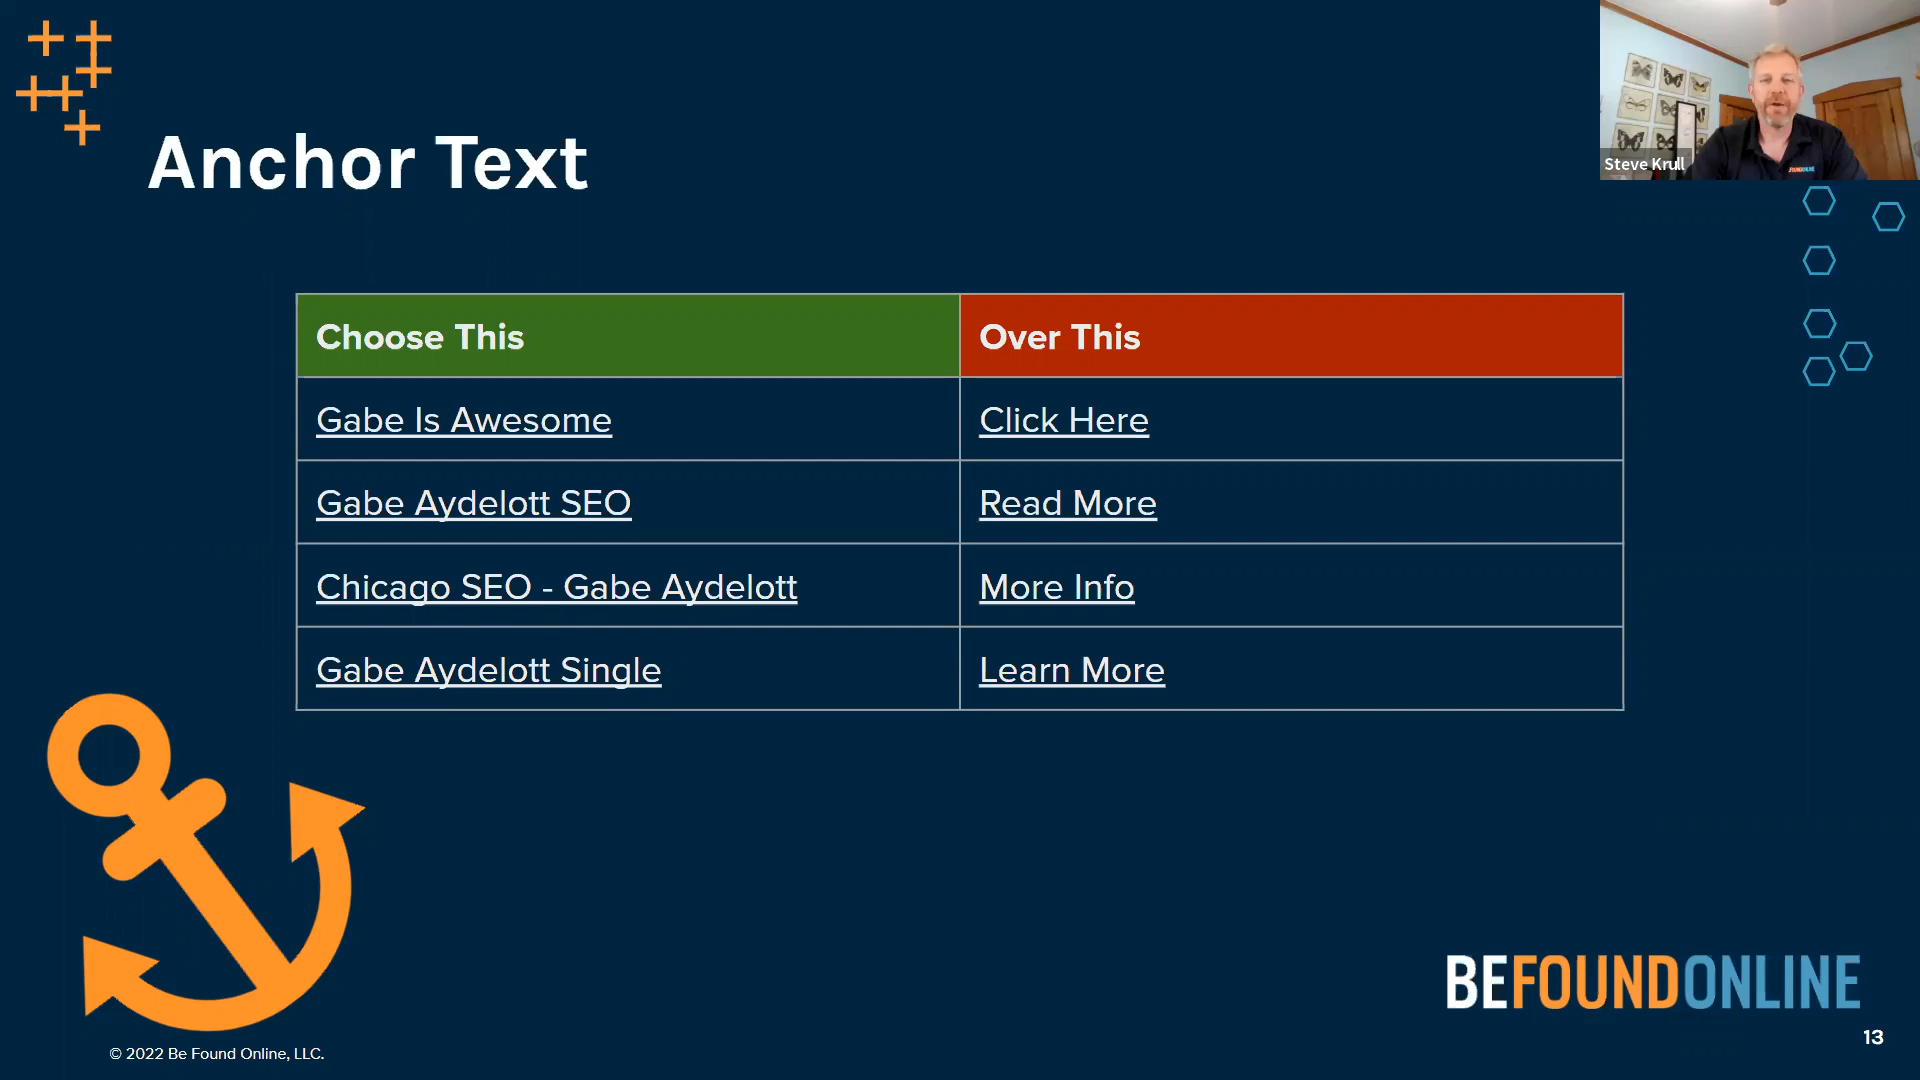 Anchor Text
Steve Krull
Choose This
Over This
Gabe Is Awesome
Click Here
Gabe Aydelott SEO
Read More
Chicago SEO - Gabe Aydelott
More Info
Gabe Aydelott Single
Learn More
BEFOUNDONLINE
13
© 2022 Be Found Online, LLC.